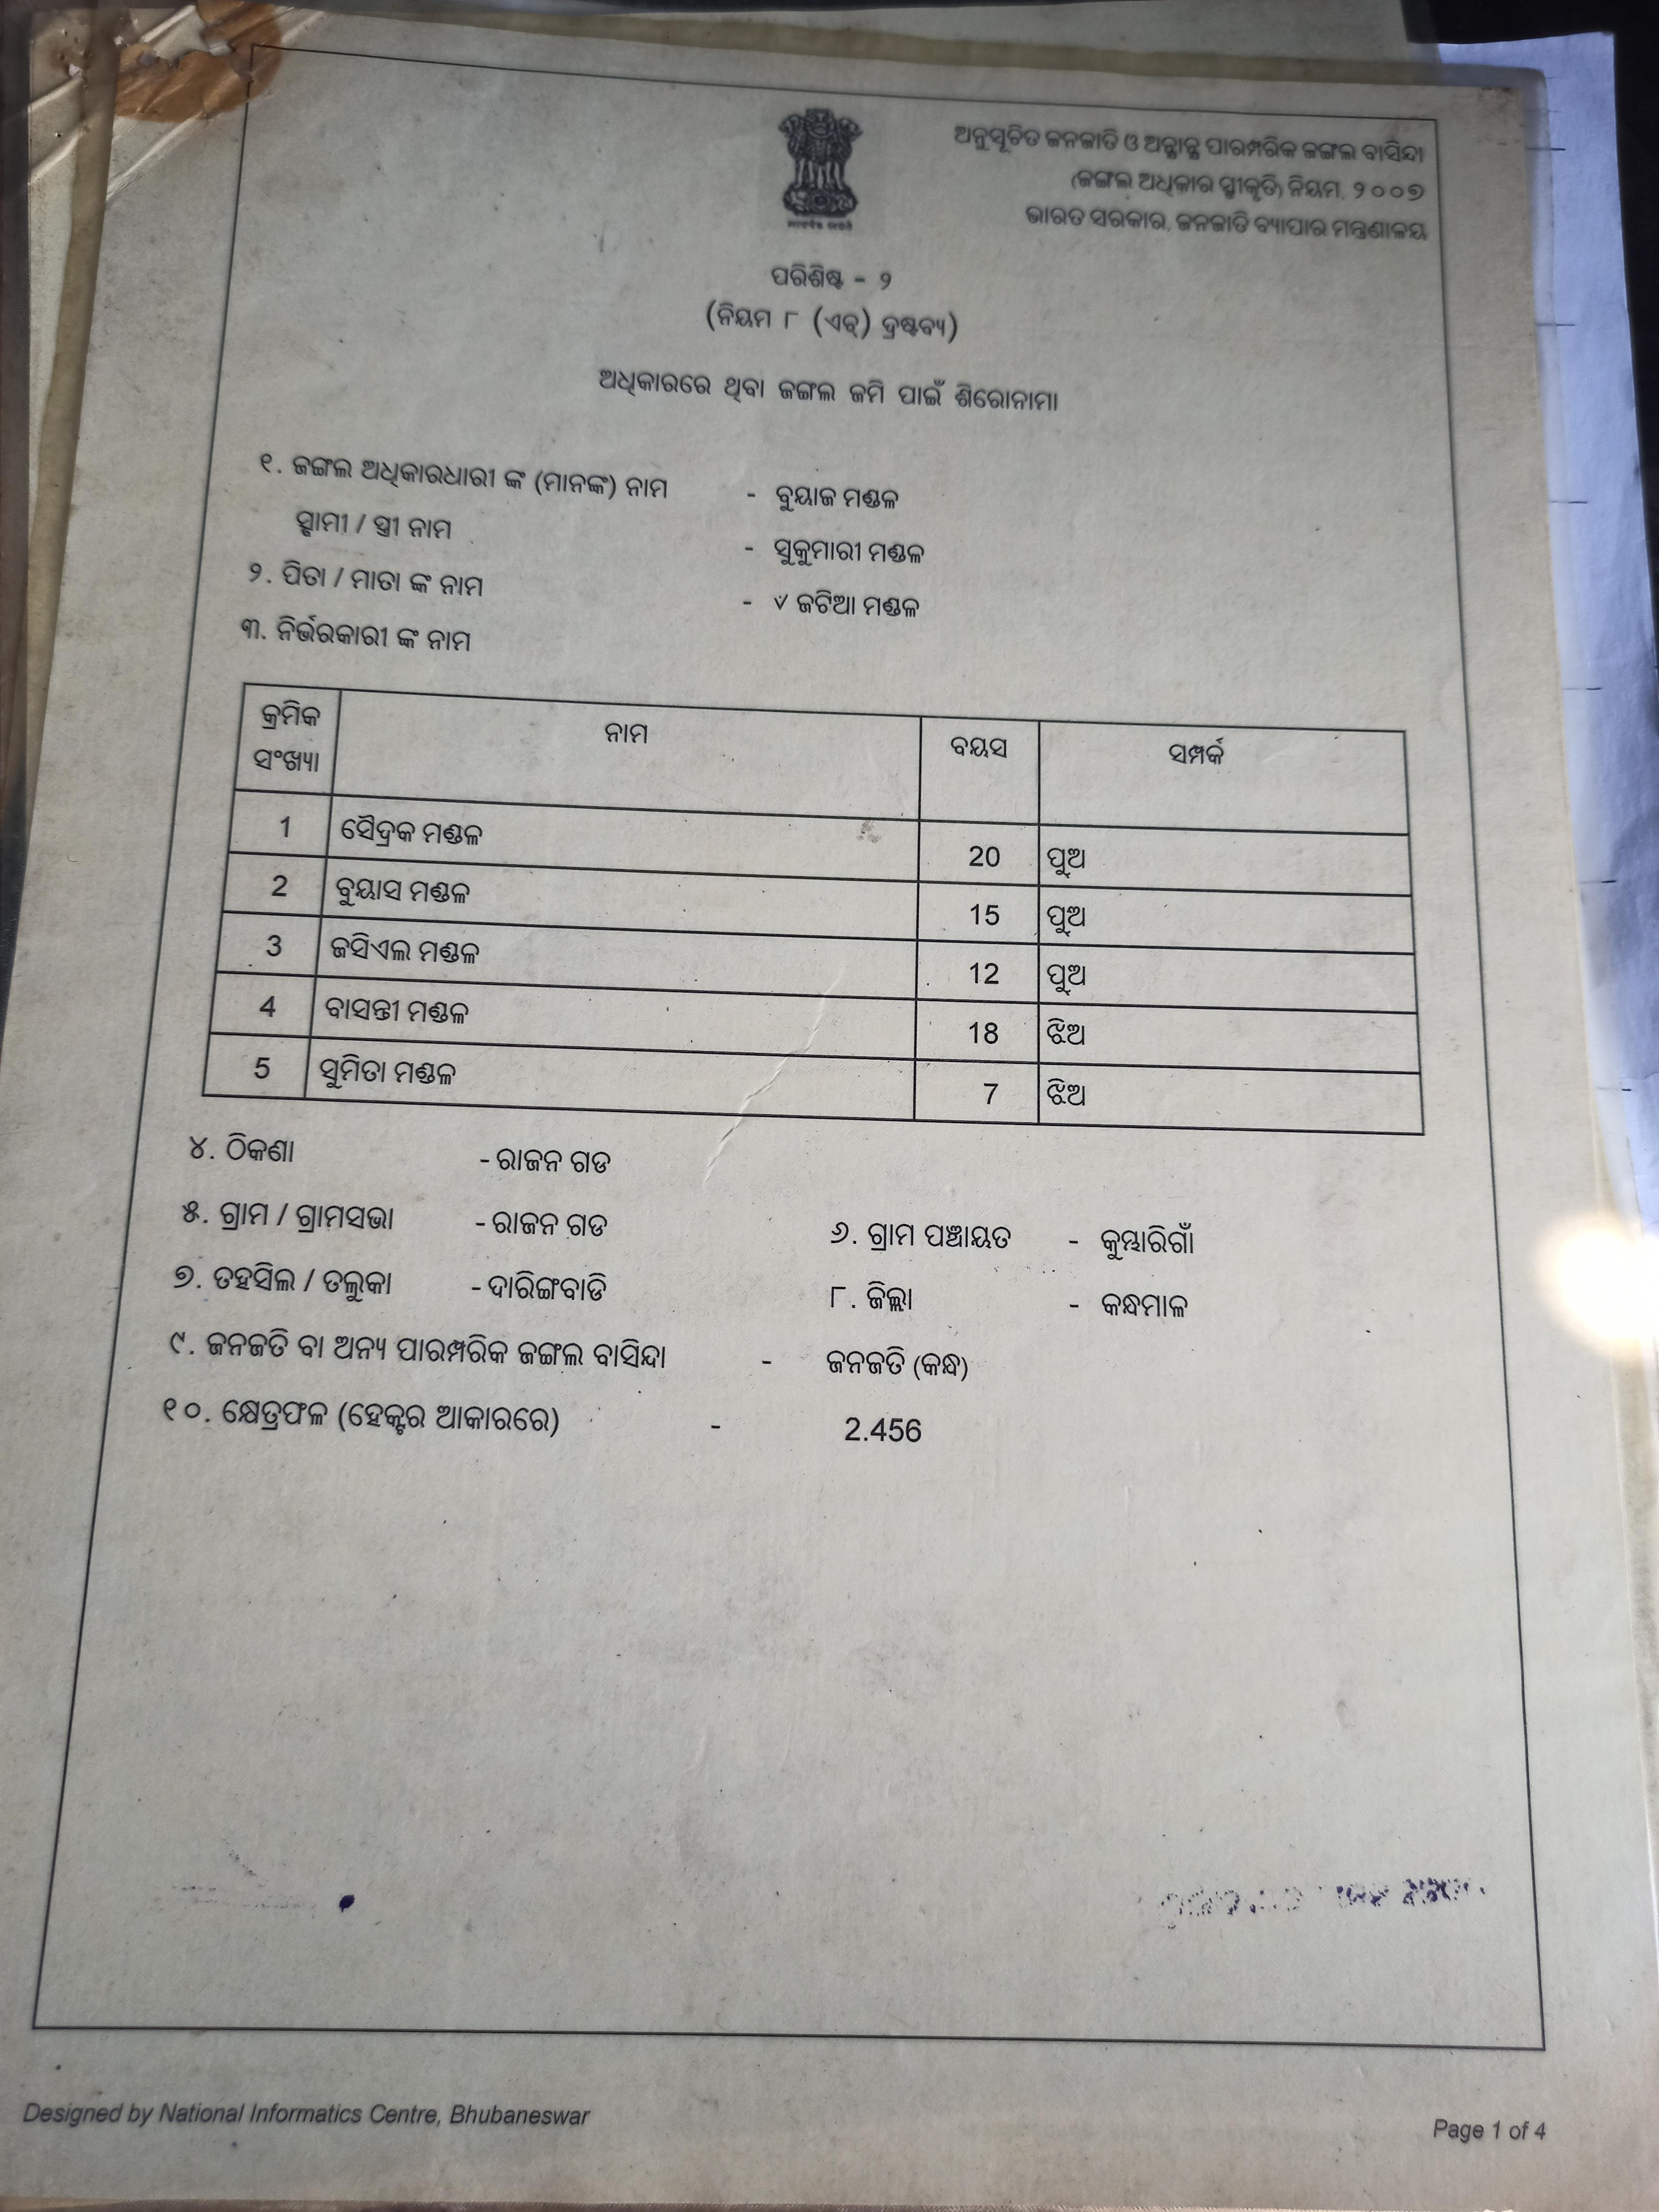 ଅନୁସୂଚିତ ଜନଜାତି ଓ ଅନ୍ଯାନ୍ଯ ପାରମ୍ପରିକ ଜଙ୍ଗଲ ବାସିନ୍ଦା
(ଜଙ୍ଗଲ ଅଧିକାର ସ୍ବୀକୃତି) ନିୟମ, ୨୦୦୭
ଭାରତ ସରକାର, ଜନଜାତି ବ୍ୟାପାର ମନ୍ତ୍ରଣାଳୟ
ପରିଶିଷ୍ଟ - ୨
(ନିୟମ ୮ (ଏଚ୍) ଦ୍ରଷ୍ଟବ୍ୟ)
ଅଧିକାରରେ ଥିବା ଜଙ୍ଗଲ ଜମି ପାଇଁ ଶିରୋନାମା
୧. ଜଙ୍ଗଲ ଅଧିକାରଧାରୀ ଙ୍କ (ମାନଙ୍କ) ନାମ - ବୁୟାଜ ମଣ୍ଡଳ
ସ୍ବାମୀ / ସ୍ତ୍ରୀ ନାମ - ସୁକୁମାରୀ ମଣ୍ଡଳ
୨. ପିତା / ମାତା ଙ୍କ ନାମ - ୰ ଜଟିଆ ମଣ୍ଡଳ
୩. ନିର୍ଭରକାରୀ ଙ୍କ ନାମ
କ୍ରମିକ ସଂଖ୍ୟା ନାମ ବୟସ ସମ୍ପର୍କ
1 ସୈଦ୍ରକ ମଣ୍ଡଳ 20 ପୁଅ
2 ବୁୟାସ ମଣ୍ଡଳ 15 ପୁଅ
3 ଜସିଏଲ ମଣ୍ଡଳ 12 ପୁଅ
4 ବାସନ୍ତୀ ମଣ୍ଡଳ 18 ଝିଅ
5 ସୁମିତା ମଣ୍ଡଳ 7 ଝିଅ
୪. ଠିକଣା - ରାଜନ ଗଡ
୫. ଗ୍ରାମ / ଗ୍ରାମସଭା - ରାଜନ ଗଡ ୬. ଗ୍ରାମ ପଞ୍ଚାୟତ - କୁମ୍ଭାରିଗାଁ
୭. ତହସିଲ / ତଲୁକା - ଦାରିଙ୍ଗବାଡି ୮. ଜିଲ୍ଲା - କନ୍ଧମାଳ
୯. ଜନଜତି ବା ଅନ୍ୟ ପାରମ୍ପରିକ ଜଙ୍ଗଲ ବାସିନ୍ଦା - ଜନଜତି (କନ୍ଧ)
୧୦. କ୍ଷେତ୍ରଫଳ (ହେକ୍ଟର ଆକାରରେ) - 2.456
Designed by National Informatics Centre, Bhubaneswar
Page 1 of 4